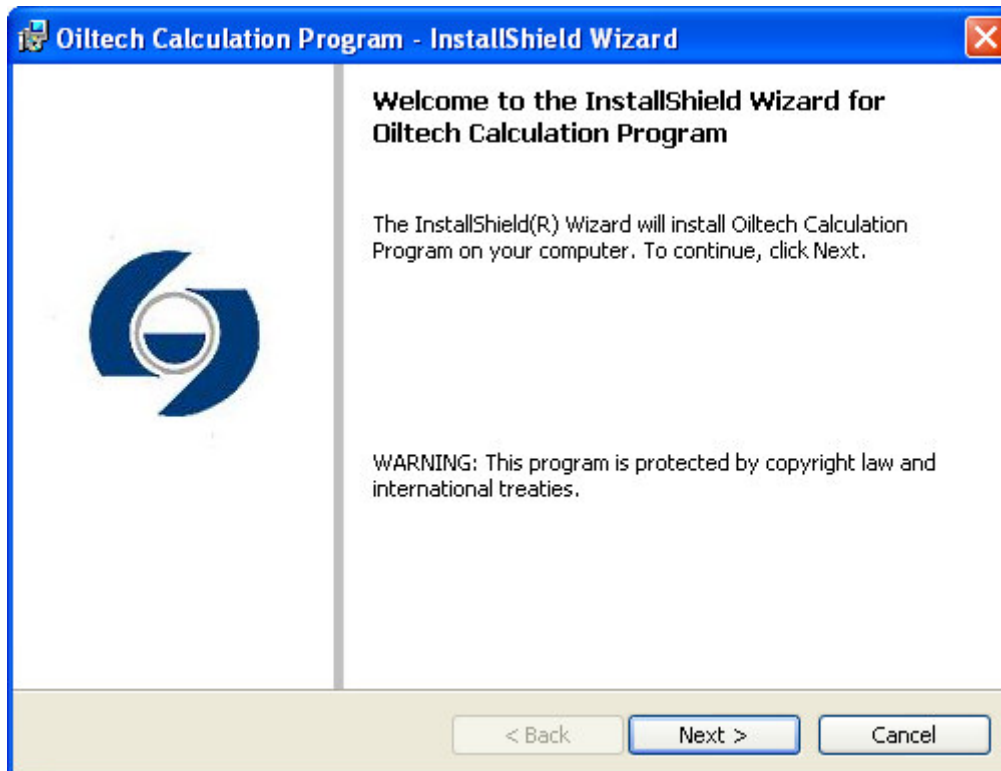 Oiltech Calculation Program - InstallShield Wizard
Welcome to the InstallShield Wizard for
Oiltech Calculation Program
The InstallShield(R) Wizard will install Oiltech Calculation
Program on your computer. To continue, click Next.
WARNING: This program is protected by copyright law and
international treaties.
< Back
Next >
Cancel